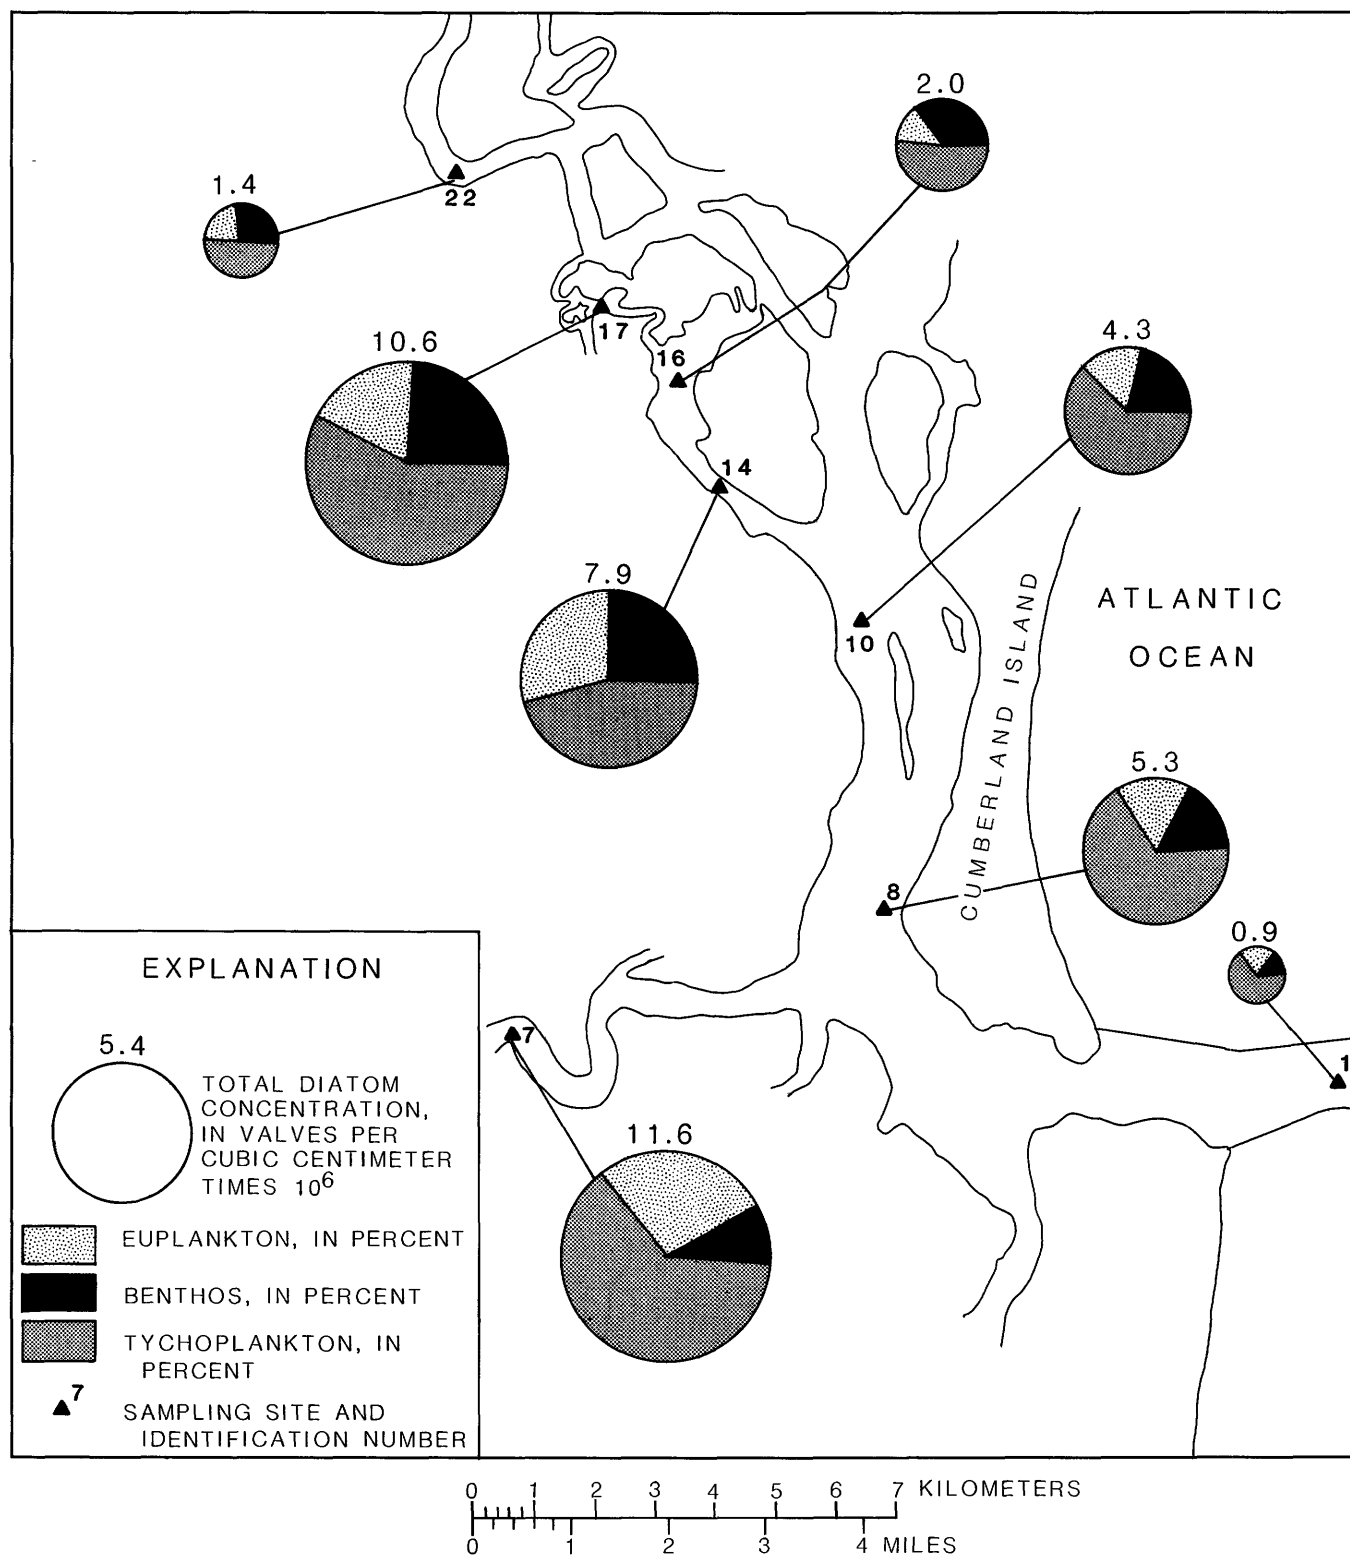 2.0
1.4
22
17
10.6
16
4.3
14
7.9
10
ATLANTIC
OCEAN
CUMBERLAND ISLAND
5.3
8
0.9
1
7
11.6
EXPLANATION
5.4
TOTAL DIATOM
CONCENTRATION,
IN VALVES PER
CUBIC CENTIMETER
TIMES 10⁶
EUPLANKTON, IN PERCENT
BENTHOS, IN PERCENT
TYCHOPLANKTON, IN
PERCENT
7
SAMPLING SITE AND
IDENTIFICATION NUMBER
0 1 2 3 4 5 6 7 KILOMETERS
0 1 2 3 4 MILES